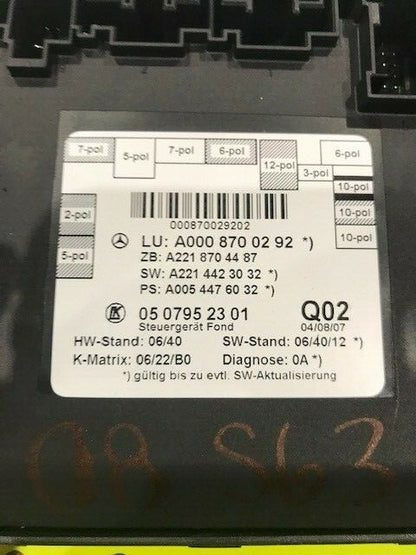 7-pol 5-pol 7-pol 6-pol 12-pol 6-pol
3-pol
10-pol
2-pol 10-pol
5-pol 10-pol
000870029202
LU: A000 870 02 92 *)
ZB: A221 870 44 87
SW: A221 442 30 32 *)
PS: A005 447 60 32 *)
05 0795 23 01 Q02
Steuergerät Fond 04/08/07
HW-Stand: 06/40 SW-Stand: 06/40/12 *)
K-Matrix: 06/22/B0 Diagnose: 0A *)
*) gültig bis zu evtl. SW-Aktualisierung
08 S63